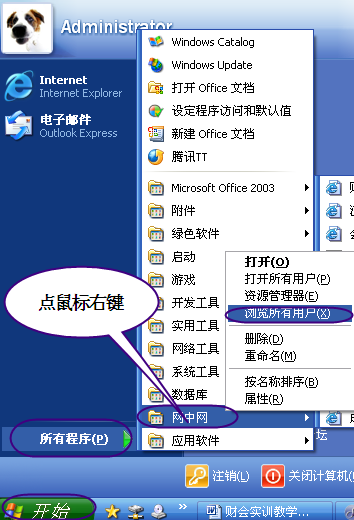 Administrator
Internet
Internet Explorer
电子邮件
Outlook Express
Windows Catalog
Windows Update
打开 Office 文档
设定程序访问和默认值
新建 Office 文档
腾讯TT
Microsoft Office 2003
附件
绿色软件
启动
游戏
开发工具
实用工具
网络工具
系统工具
数据库
网中网
应用软件
打开(O)
打开所有用户(P)
资源管理器(E)
浏览所有用户(X)
删除(D)
重命名(M)
按名称排序(B)
属性(R)
点鼠标右键
坛
所有程序(P)
注销(L)
关闭计算机(
开始
»
财会实训教学...